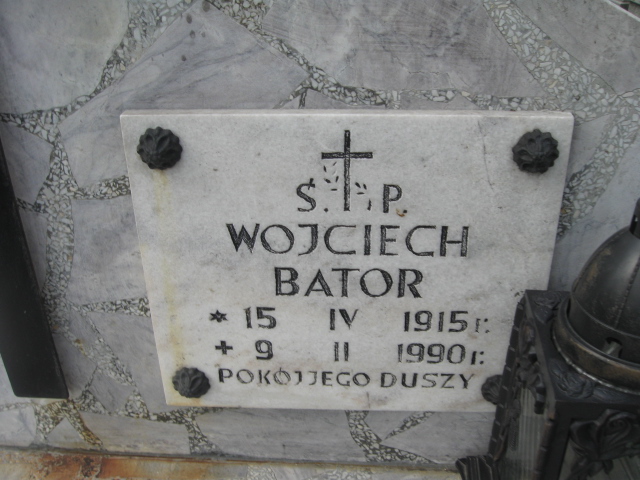 Ś. P.
WOJCIECH
BATOR
* 15 IV 1915 r.
+ 9 II 1990 r.
POKÓJ JEGO DUSZY